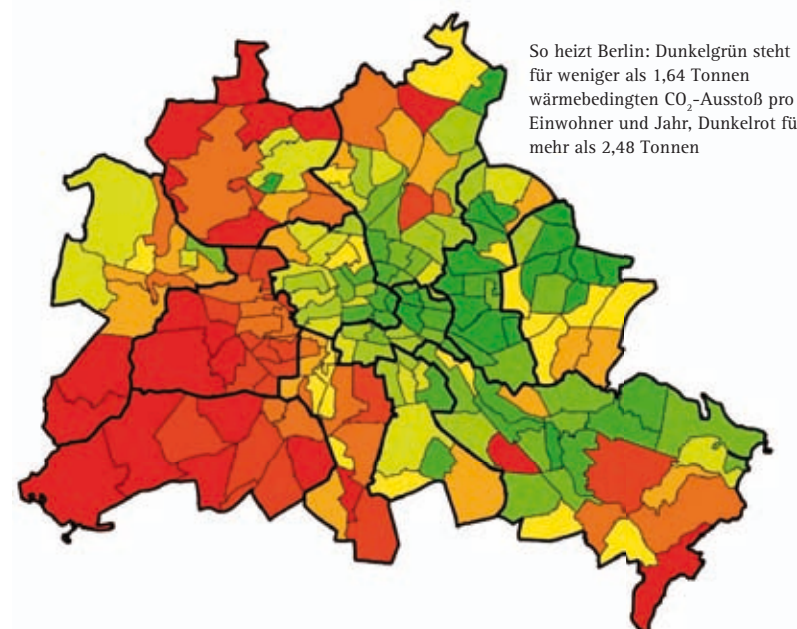 So heizt Berlin: Dunkelgrün steht
für weniger als 1,64 Tonnen
wärmebedingten CO₂-Ausstoß pro
Einwohner und Jahr, Dunkelrot fü
mehr als 2,48 Tonnen